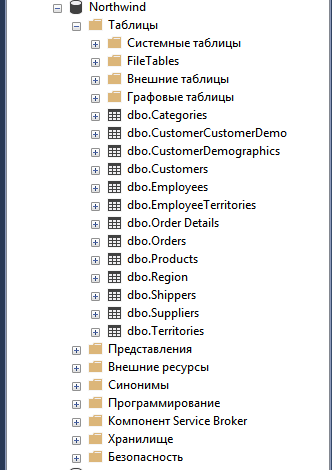 Northwind
Таблицы
Системные таблицы
FileTables
Внешние таблицы
Графовые таблицы
dbo.Categories
dbo.CustomerCustomerDemo
dbo.CustomerDemographics
dbo.Customers
dbo.Employees
dbo.EmployeeTerritories
dbo.Order Details
dbo.Orders
dbo.Products
dbo.Region
dbo.Shippers
dbo.Suppliers
dbo.Territories
Представления
Внешние ресурсы
Синонимы
Программирование
Компонент Service Broker
Хранилище
Безопасность